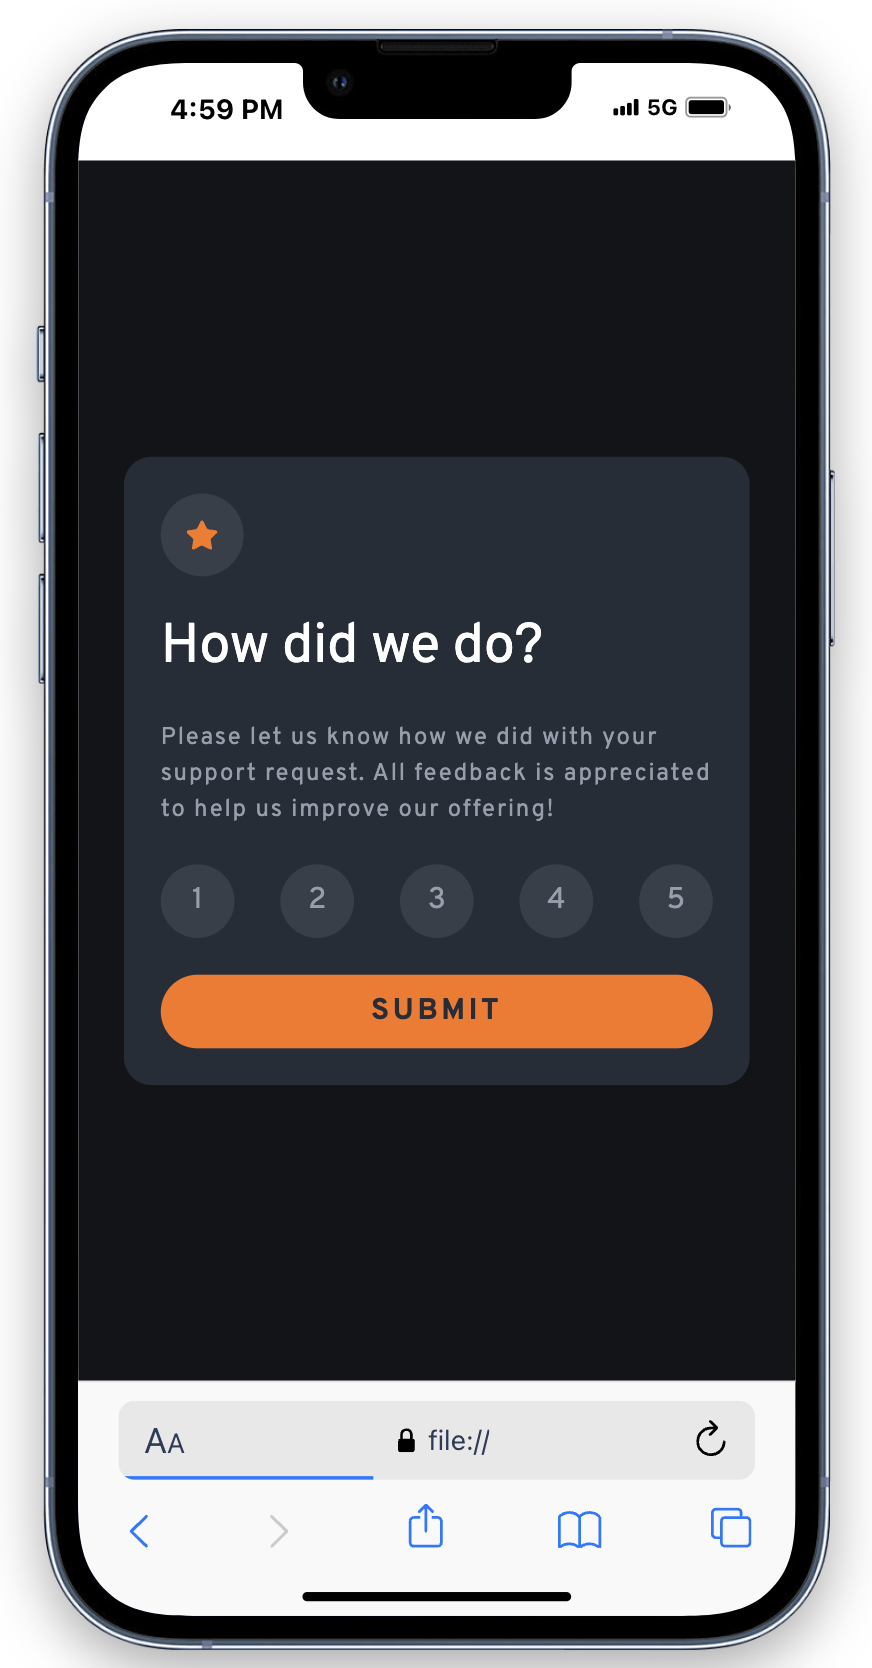 4:59 PM 5G
How did we do?
Please let us know how we did with your
support request. All feedback is appreciated
to help us improve our offering!
1 2 3 4 5
SUBMIT
AA file://